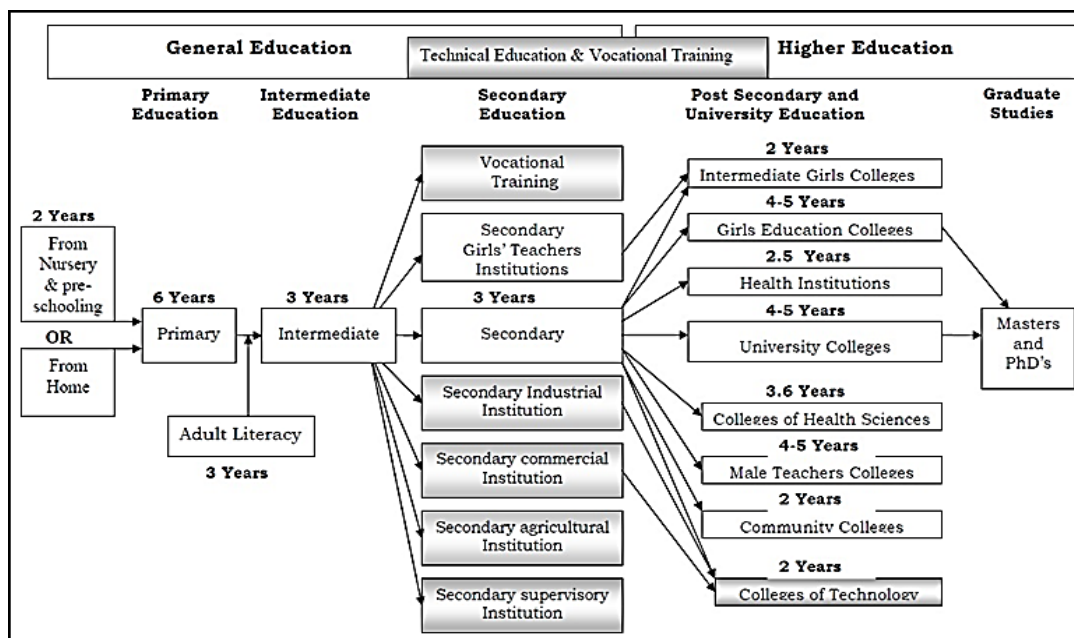 General Education
Technical Education & Vocational Training
Higher Education
Primary
Education
Intermediate
Education
Secondary
Education
Post Secondary and
University Education
Graduate
Studies
2 Years
From
Nursery
& pre-
schooling
OR
From
Home
6 Years
Primary
Adult Literacy
3 Years
3 Years
Intermediate
Vocational
Training
Secondary
Girls' Teachers
Institutions
3 Years
Secondary
Secondary Industrial
Institution
Secondary commercial
Institution
Secondary agricultural
Institution
Secondary supervisory
Institution
2 Years
Intermediate Girls Colleges
4-5 Years
Girls Education Colleges
2.5 Years
Health Institutions
4-5 Years
University Colleges
3.6 Years
Colleges of Health Sciences
4-5 Years
Male Teachers Colleges
2 Years
Community Colleges
2 Years
Colleges of Technology
Masters
and
PhD's